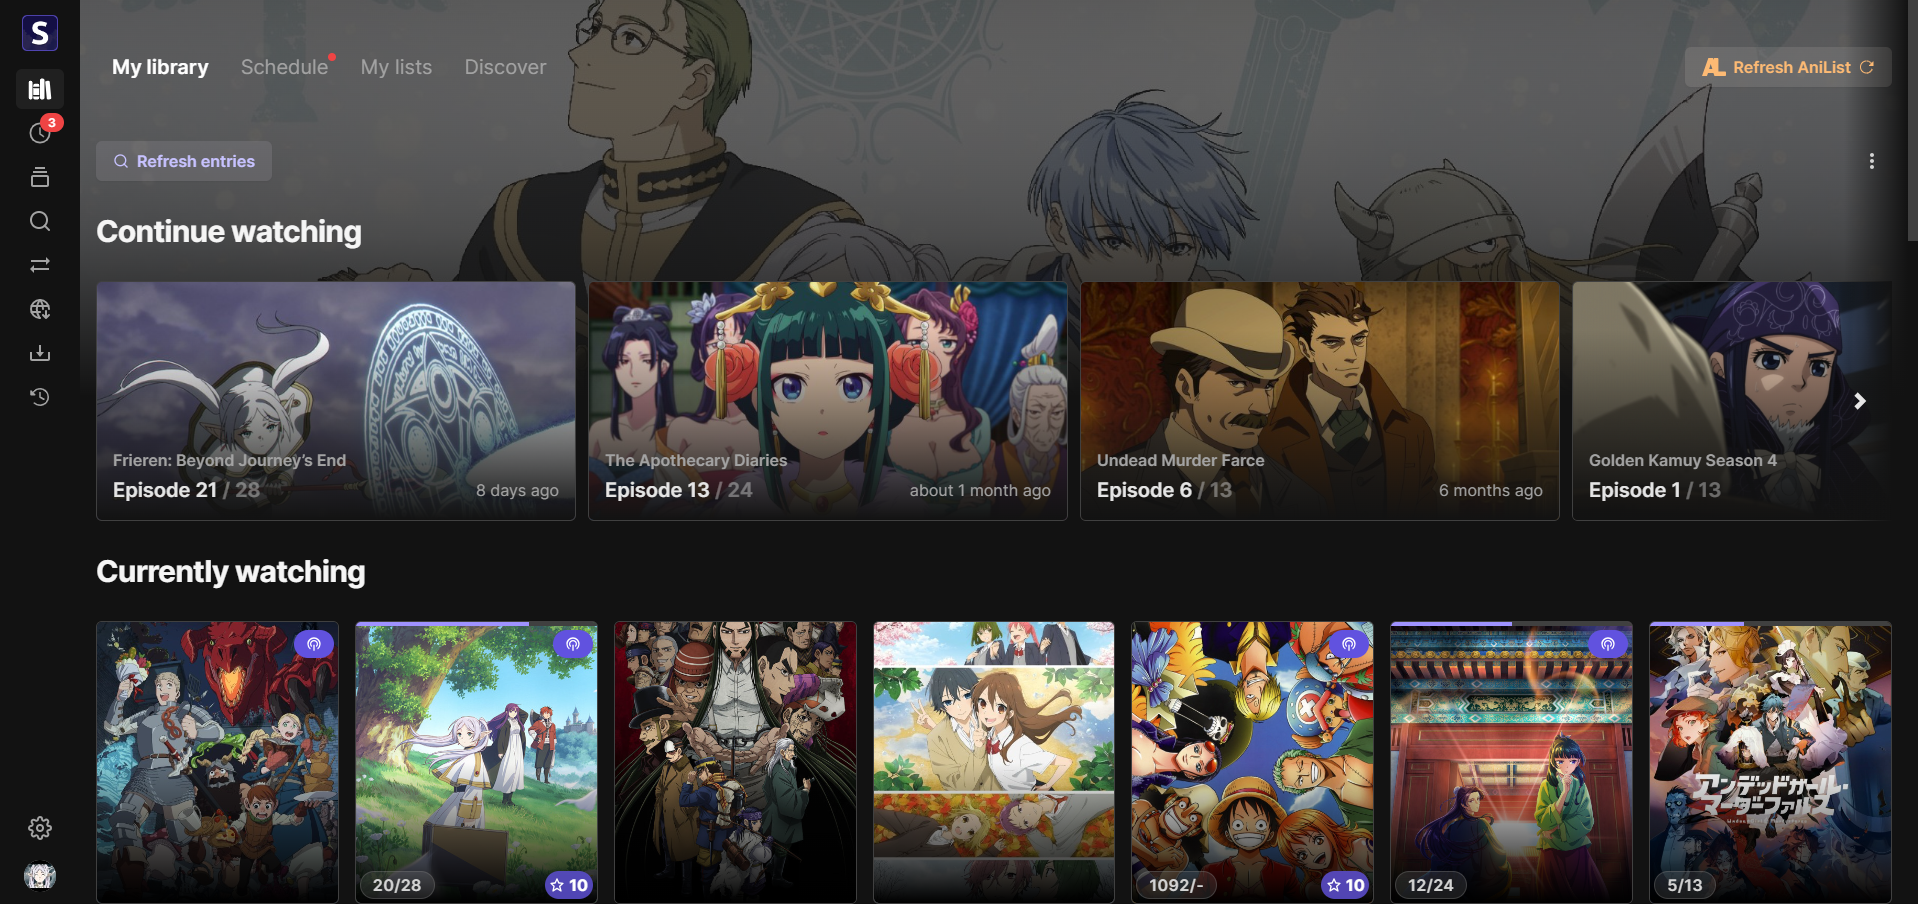 S
My library
Schedule
My lists
Discover
AL Refresh AniList
3
Refresh entries
Continue watching
Frieren: Beyond Journey's End
Episode 21 / 28
8 days ago
The Apothecary Diaries
Episode 13 / 24
about 1 month ago
Undead Murder Farce
Episode 6 / 13
6 months ago
Golden Kamuy Season 4
Episode 1 / 13
Currently watching
アンデッドガール・
マーダーファルス
20/28
10
1092/-
10
12/24
5/13